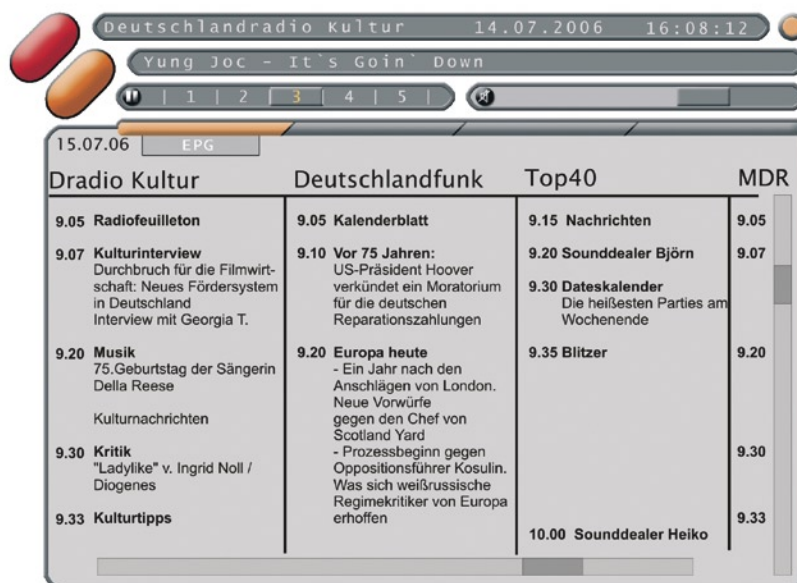 Deutschlandradio Kultur 14.07.2006 16:08:12
Yung Joc - It`s Goin` Down
| 1 | 2 | 3 | 4 | 5 |
15.07.06 EPG
Dradio Kultur
9.05 Radiofeuilleton
9.07 Kulturinterview
Durchbruch für die Filmwirt-
schaft: Neues Fördersystem
in Deutschland
Interview mit Georgia T.
9.20 Musik
75.Geburtstag der Sängerin
Della Reese
Kulturnachrichten
9.30 Kritik
"Ladylike" v. Ingrid Noll /
Diogenes
9.33 Kulturtipps
Deutschlandfunk
9.05 Kalenderblatt
9.10 Vor 75 Jahren:
US-Präsident Hoover
verkündet ein Moratorium
für die deutschen
Reparationszahlungen
9.20 Europa heute
- Ein Jahr nach den
Anschlägen von London.
Neue Vorwürfe
gegen den Chef von
Scotland Yard
- Prozessbeginn gegen
Oppositionsführer Kosulin.
Was sich weißrussische
Regimekritiker von Europa
erhoffen
Top40
9.15 Nachrichten
9.20 Sounddealer Björn
9.30 Dateskalender
Die heißesten Parties am
Wochenende
9.35 Blitzer
10.00 Sounddealer Heiko
MDR
9.05
9.07
9.20
9.30
9.33